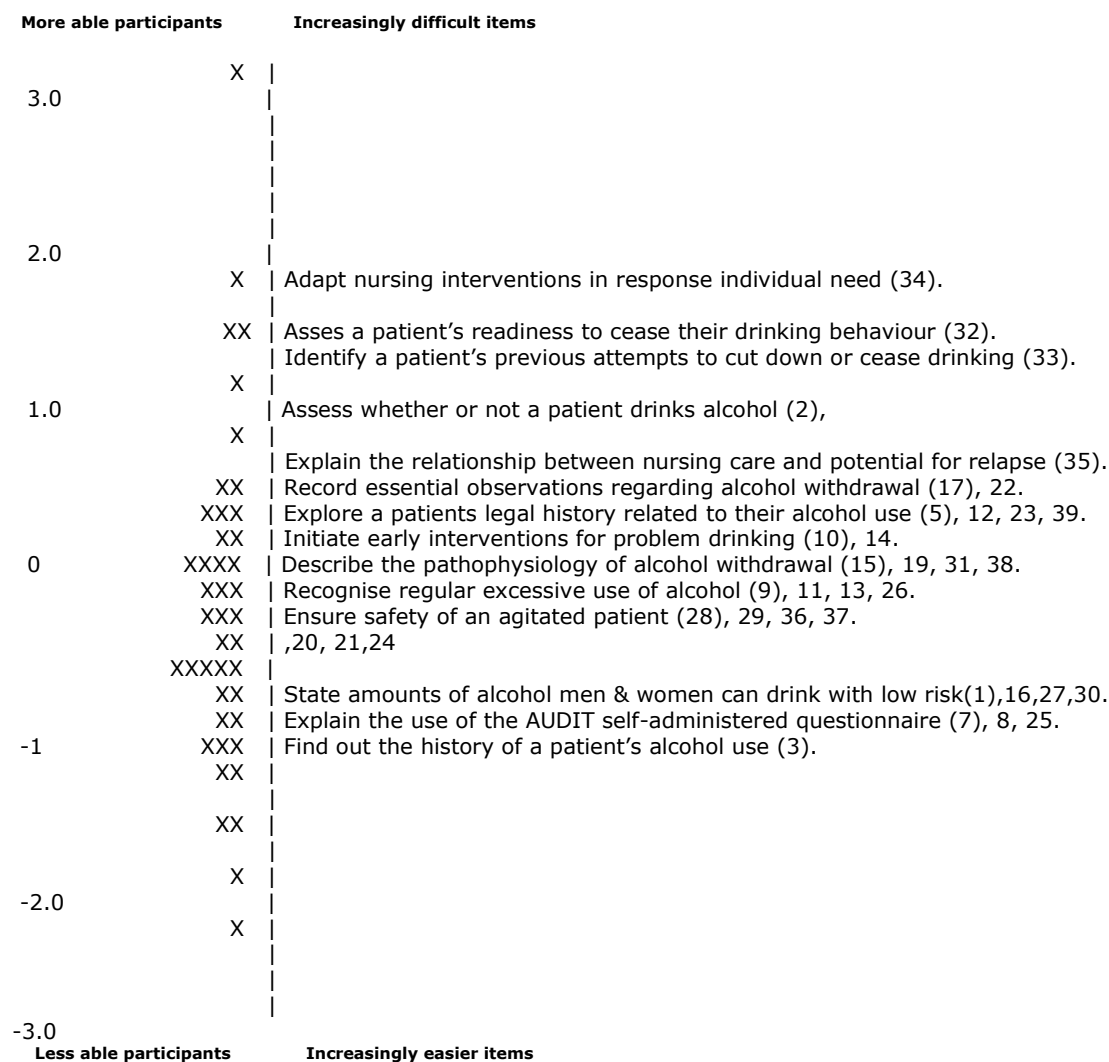 More able participants Increasingly difficult items
X |
3.0 |
|
|
|
|
|
2.0 |
X | Adapt nursing interventions in response individual need (34).
|
XX | Asses a patient's readiness to cease their drinking behaviour (32).
| Identify a patient's previous attempts to cut down or cease drinking (33).
X |
1.0 | Assess whether or not a patient drinks alcohol (2),
X |
| Explain the relationship between nursing care and potential for relapse (35).
XX | Record essential observations regarding alcohol withdrawal (17), 22.
XXX | Explore a patients legal history related to their alcohol use (5), 12, 23, 39.
XX | Initiate early interventions for problem drinking (10), 14.
0 XXXX | Describe the pathophysiology of alcohol withdrawal (15), 19, 31, 38.
XXX | Recognise regular excessive use of alcohol (9), 11, 13, 26.
XXX | Ensure safety of an agitated patient (28), 29, 36, 37.
XX | ,20, 21,24
XXXXX |
XX | State amounts of alcohol men & women can drink with low risk(1),16,27,30.
XX | Explain the use of the AUDIT self-administered questionnaire (7), 8, 25.
-1 XXX | Find out the history of a patient's alcohol use (3).
XX |
|
XX |
|
X |
-2.0 |
X |
|
|
|
-3.0
Less able participants Increasingly easier items